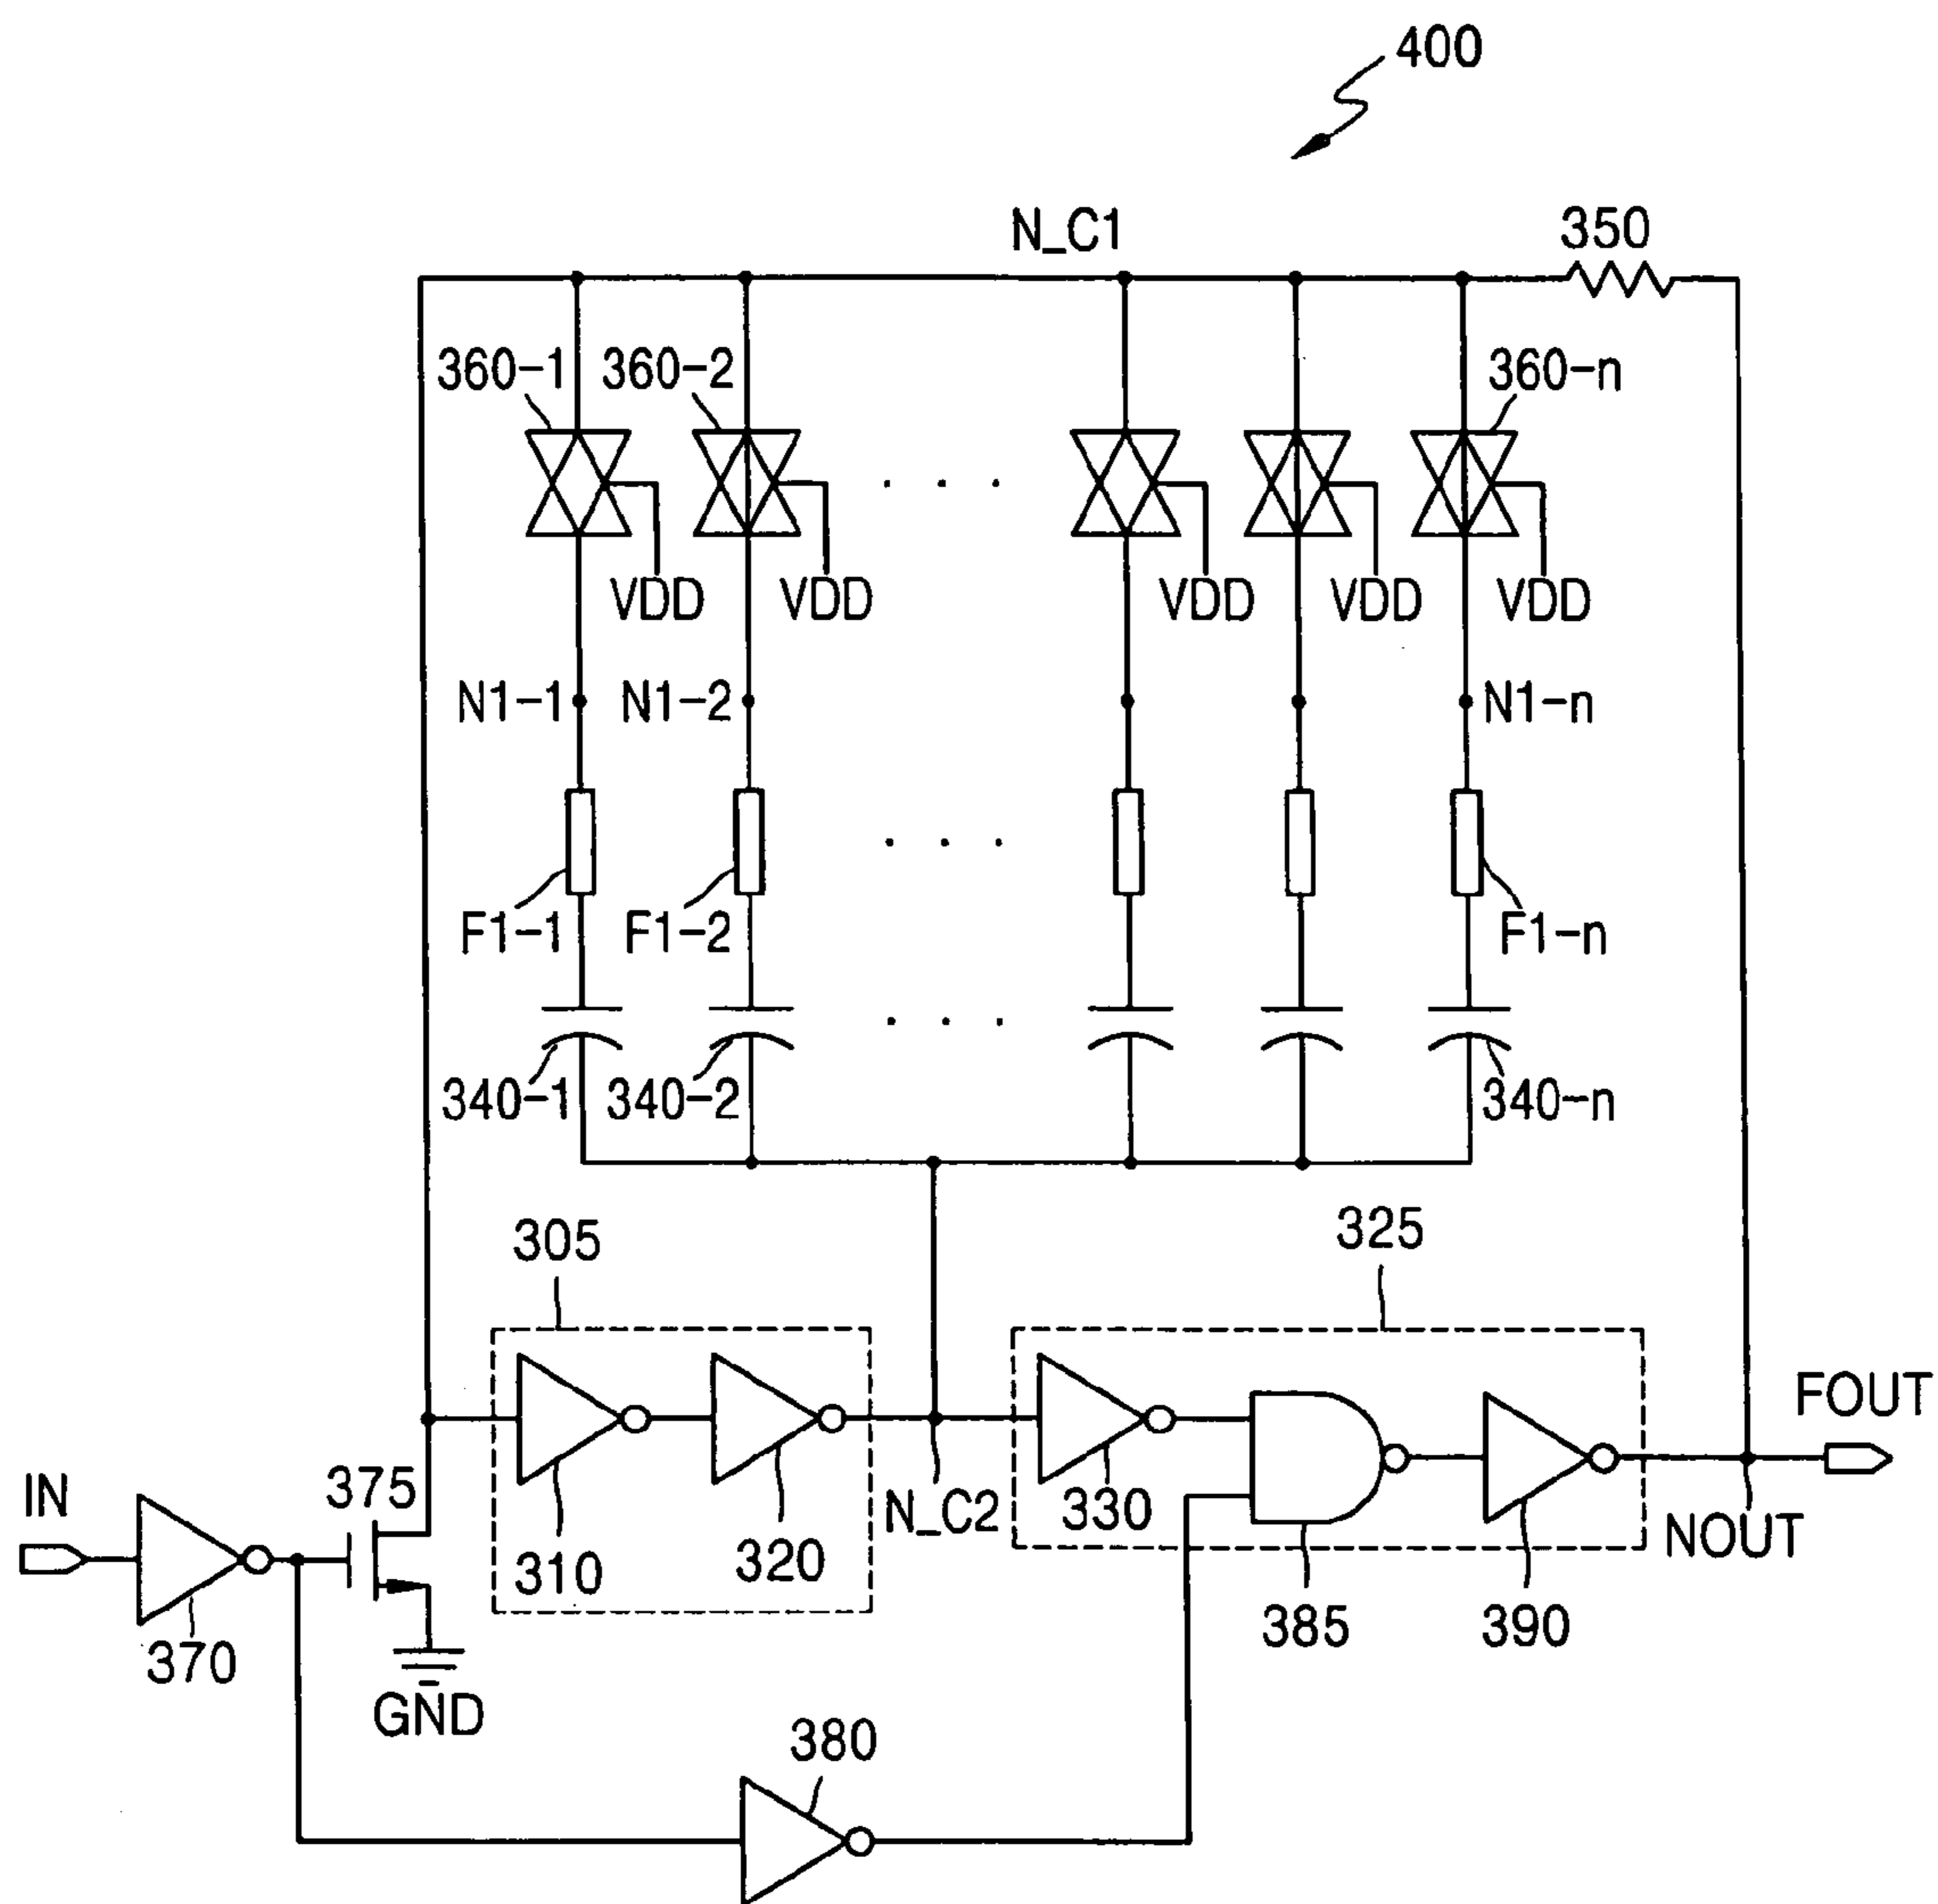 400
N_C1 350
360-1 360-2 360-n
. . .
VDD VDD VDD VDD VDD
N1-1 N1-2 N1-n
. . .
F1-1 F1-2 F1-n
. . .
340-1 340-2 340-n
305 325
FOUT
IN 375 N_C2 330 NOUT
310 320
370 385 390
GND
380